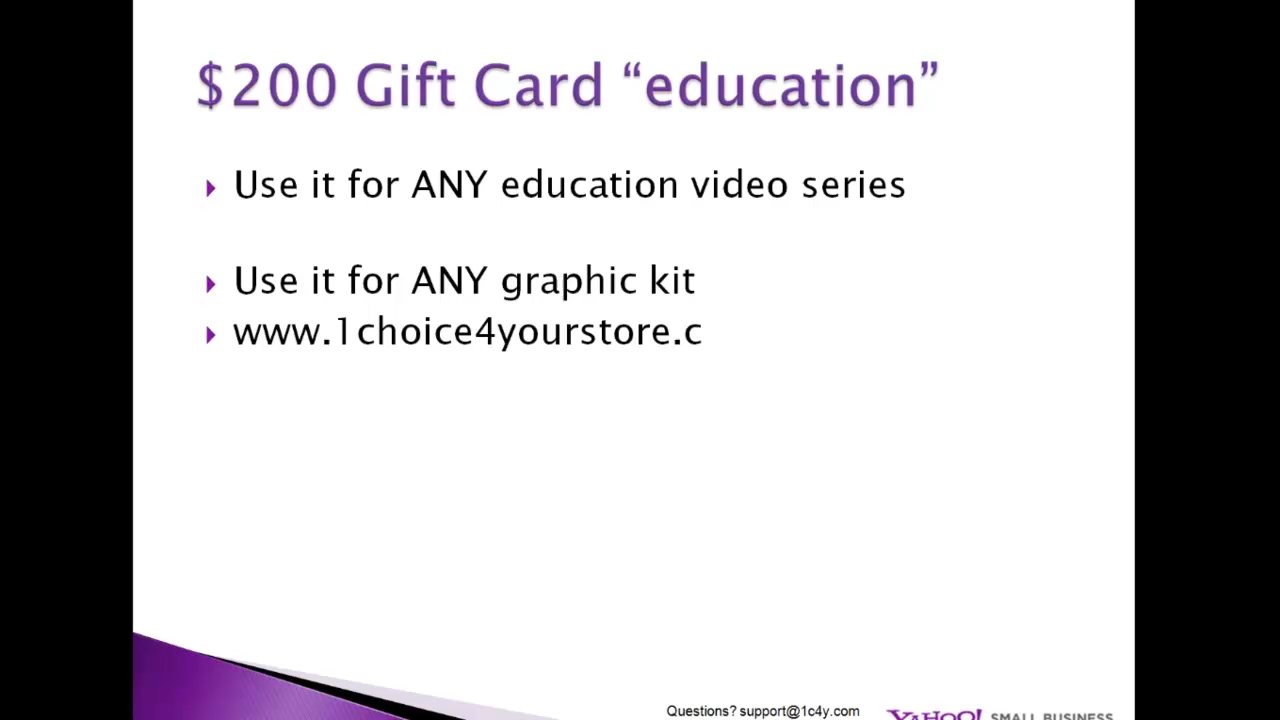 $200 Gift Card “education”
Use it for ANY education video series
Use it for ANY graphic kit
www.1choice4yourstore.c
Questions? support@1c4y.com
YAHOO! SMALL BUSINESS